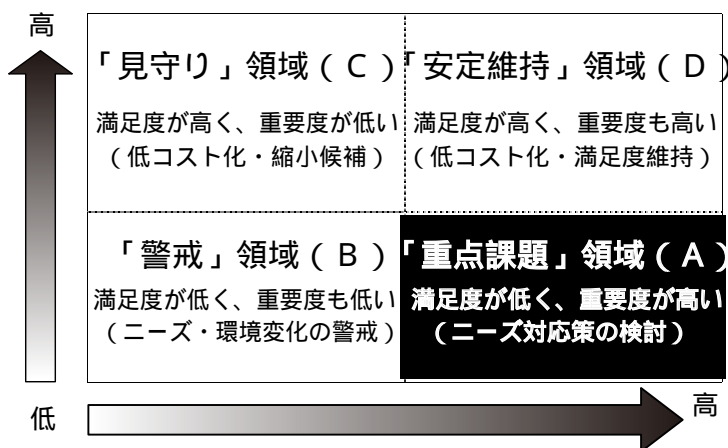 高
「見守り」領域(C)
満足度が高く、重要度が低い
(低コスト化・縮小候補)
「安定維持」領域(D)
満足度が高く、重要度も高い
(低コスト化・満足度維持)
「警戒」領域(B)
満足度が低く、重要度も低い
(ニーズ・環境変化の警戒)
「重点課題」領域(A)
満足度が低く、重要度が高い
(ニーズ対応策の検討)
低
高